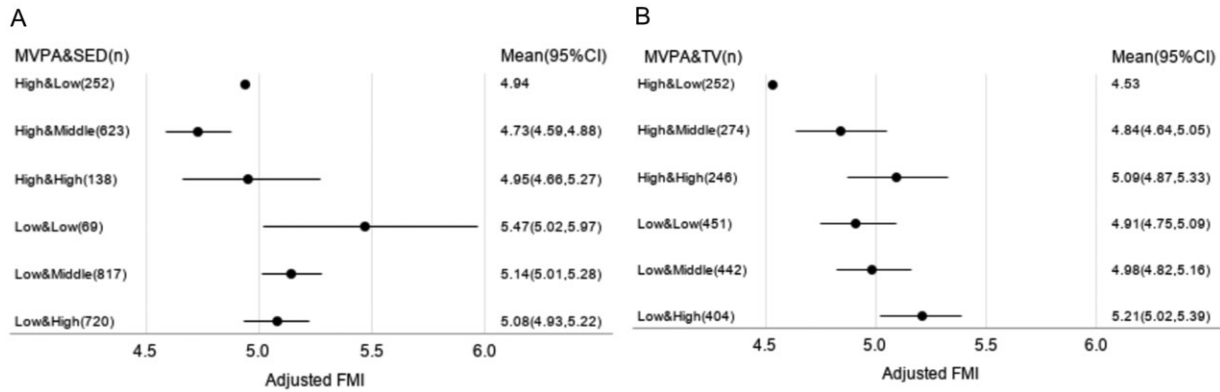 A
MVPA&SED(n) Mean(95%CI)
High&Low(252) 4.94
High&Middle(623) 4.73(4.59,4.88)
High&High(138) 4.95(4.66,5.27)
Low&Low(69) 5.47(5.02,5.97)
Low&Middle(817) 5.14(5.01,5.28)
Low&High(720) 5.08(4.93,5.22)
4.5 5.0 5.5 6.0
Adjusted FMI
B
MVPA&TV(n) Mean(95%CI)
High&Low(252) 4.53
High&Middle(274) 4.84(4.64,5.05)
High&High(246) 5.09(4.87,5.33)
Low&Low(451) 4.91(4.75,5.09)
Low&Middle(442) 4.98(4.82,5.16)
Low&High(404) 5.21(5.02,5.39)
4.5 5.0 5.5 6.0
Adjusted FMI